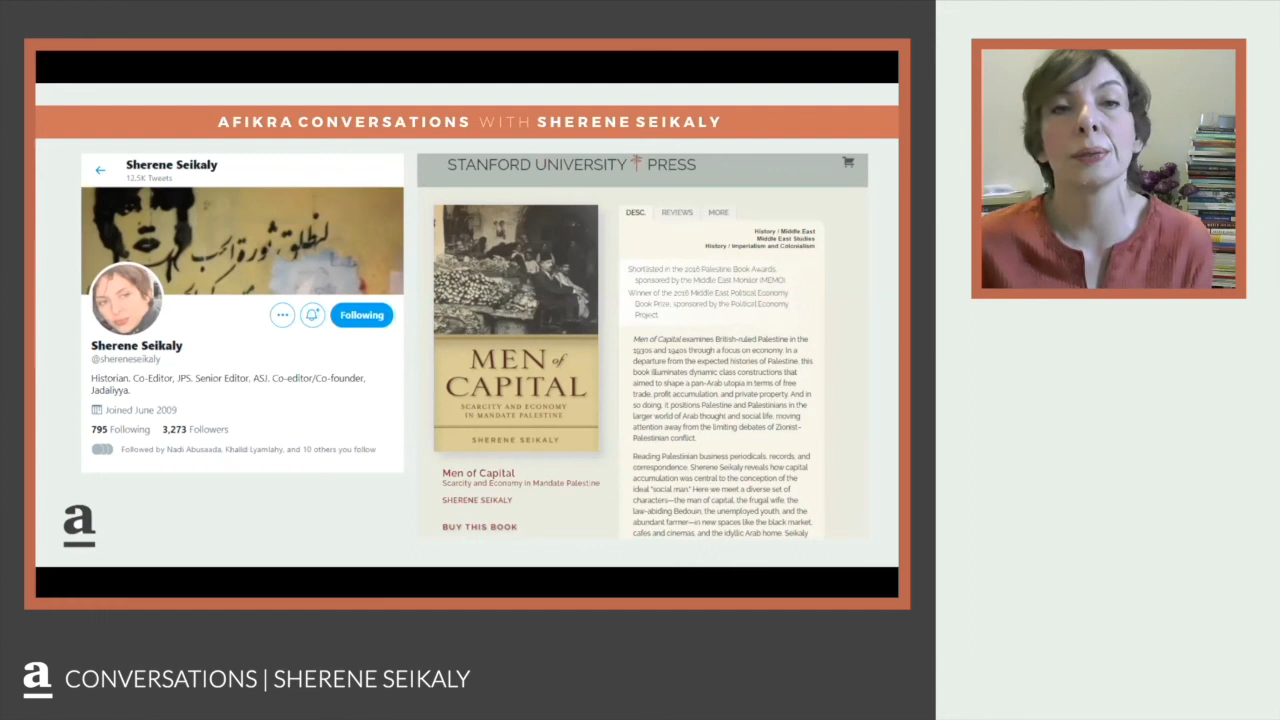 AFIKRA CONVERSATIONS WITH SHERENE SEIKALY
Sherene Seikaly
12.5K Tweets
لنطلق ثورة الحب
Following
Sherene Seikaly
@shereneseikaly
Historian. Co-Editor, JPS. Senior Editor, ASJ. Co-editor/Co-founder,
Jadaliyya.
Joined June 2009
795 Following 3,273 Followers
Followed by Nadi Abusaada, Khalid Lyamlahy, and 10 others you follow
a
STANFORD UNIVERSITY PRESS
MEN of
CAPITAL
SCARCITY AND ECONOMY
IN MANDATE PALESTINE
SHERENE SEIKALY
Men of Capital
Scarcity and Economy in Mandate Palestine
SHERENE SEIKALY
BUY THIS BOOK
DESC. REVIEWS MORE
History / Middle East
Middle East Studies
History / Imperialism and Colonialism
Shortlisted in the 2016 Palestine Book Awards,
sponsored by the Middle East Monitor (MEMO).
Winner of the 2016 Middle East Political Economy
Book Prize, sponsored by the Political Economy
Project.
Men of Capital examines British-ruled Palestine in the
1930s and 1940s through a focus on economy. In a
departure from the expected histories of Palestine, this
book illuminates dynamic class constructions that
aimed to shape a pan-Arab utopia in terms of free
trade, profit accumulation, and private property. And in
so doing, it positions Palestine and Palestinians in the
larger world of Arab thought and social life, moving
attention away from the limiting debates of Zionist–
Palestinian conflict.
Reading Palestinian business periodicals, records, and
correspondence, Sherene Seikaly reveals how capital
accumulation was central to the conception of the
ideal "social man." Here we meet a diverse set of
characters—the man of capital, the frugal wife, the
law-abiding Bedouin, the unemployed youth, and the
abundant farmer—in new spaces like the black market,
cafes and cinemas, and the idyllic Arab home. Seikaly
a CONVERSATIONS | SHERENE SEIKALY